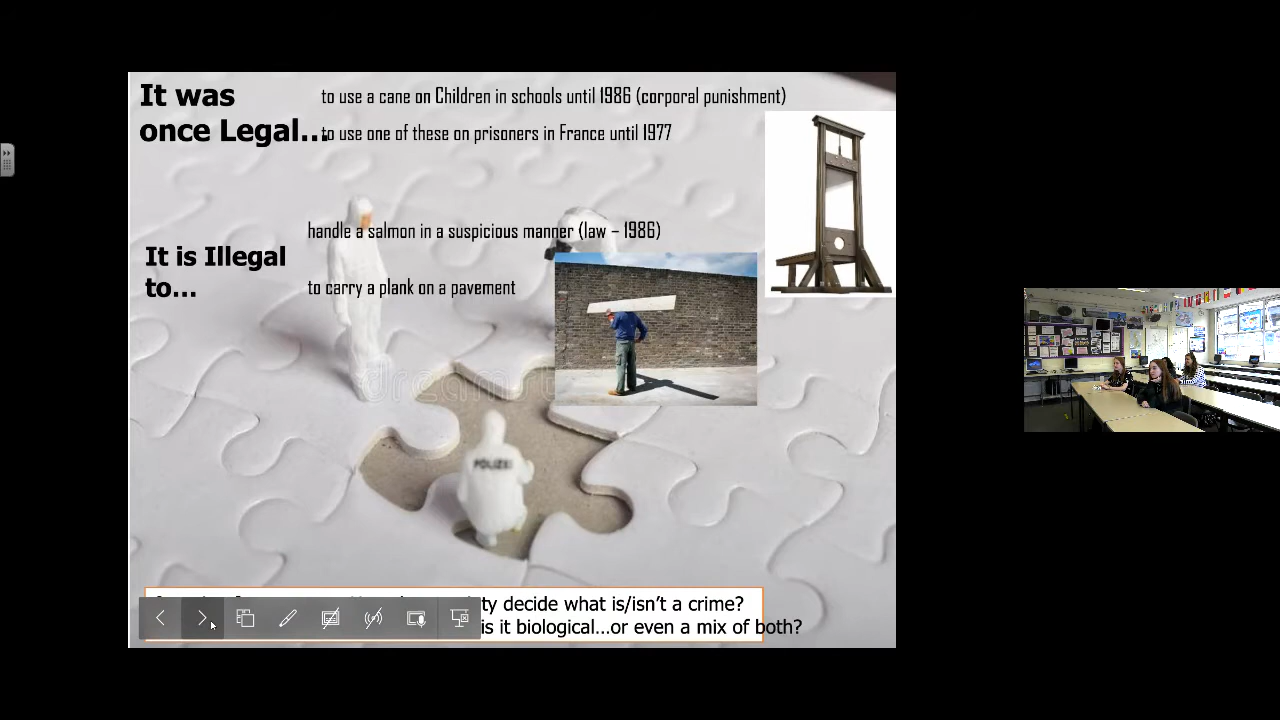 It was
once Legal...
to use a cane on Children in schools until 1986 (corporal punishment)
to use one of these on prisoners in France until 1977
It is Illegal
to...
handle a salmon in a suspicious manner (law – 1986)
to carry a plank on a pavement
POLIZEI
ty decide what is/isn't a crime?
is it biological...or even a mix of both?